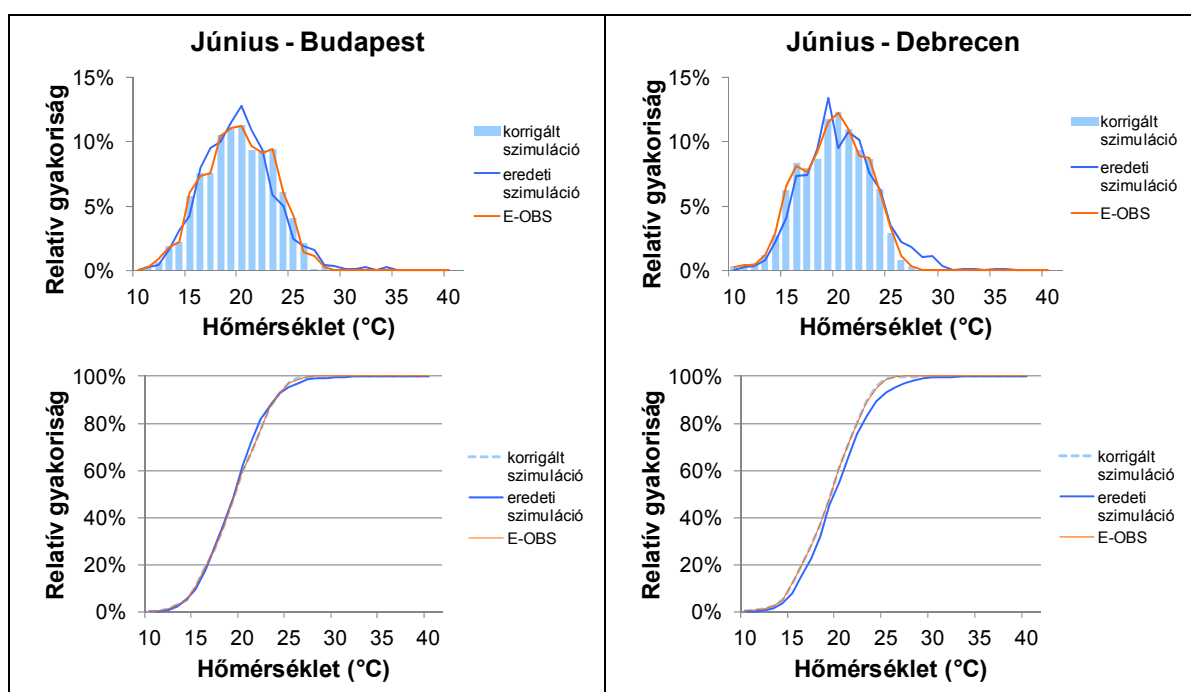 Június - Budapest
Relatív gyakoriság
15%
10%
5%
0%
10 15 20 25 30 35 40
Hőmérséklet (°C)
korrigált
szimuláció
eredeti
szimuláció
E-OBS
Június - Debrecen
Relatív gyakoriság
15%
10%
5%
0%
10 15 20 25 30 35 40
Hőmérséklet (°C)
korrigált
szimuláció
eredeti
szimuláció
E-OBS
Relatív gyakoriság
100%
80%
60%
40%
20%
0%
10 15 20 25 30 35 40
Hőmérséklet (°C)
korrigált
szimuláció
eredeti
szimuláció
E-OBS
Relatív gyakoriság
100%
80%
60%
40%
20%
0%
10 15 20 25 30 35 40
Hőmérséklet (°C)
korrigált
szimuláció
eredeti
szimuláció
E-OBS